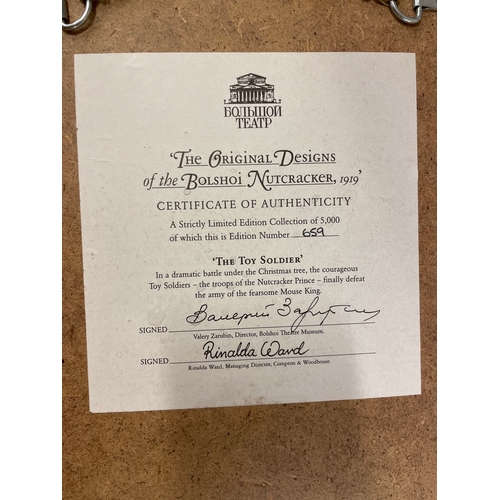 БОЛЬШОЙ
ТЕАТР
'The Original Designs
of the Bolshoi Nutcracker, 1919'
CERTIFICATE OF AUTHENTICITY
A Strictly Limited Edition Collection of 5,000
of which this is Edition Number 659
'The Toy Soldier'
In a dramatic battle under the Christmas tree, the courageous
Toy Soldiers – the troops of the Nutcracker Prince – finally defeat
the army of the fearsome Mouse King.
SIGNED Валерий Зарубин
Valery Zarubin, Director, Bolshoi Theatre Museum.
SIGNED Rinalda Ward
Rinalda Ward, Managing Director, Compton & Woodhouse.